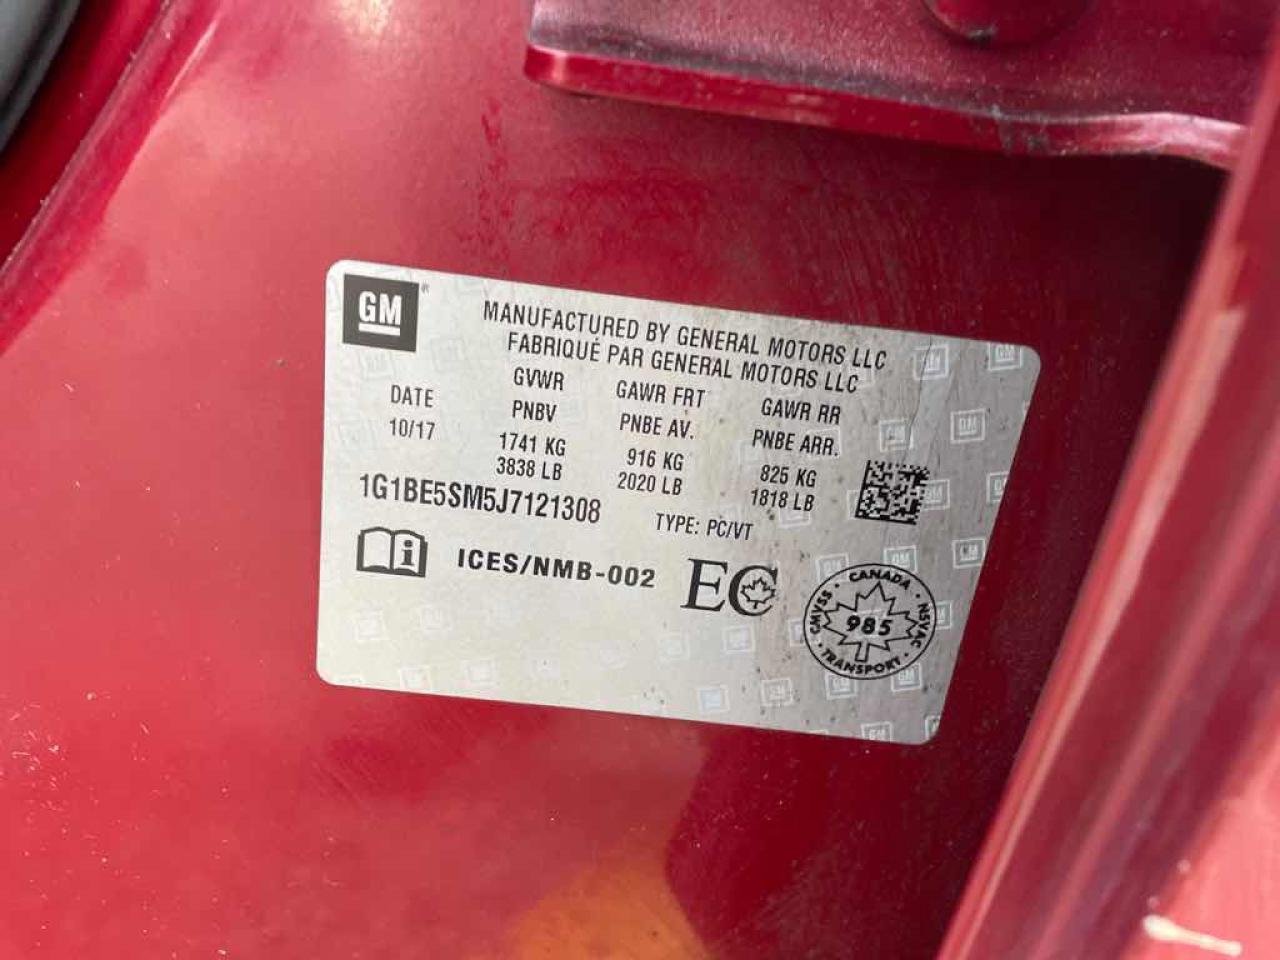 GM®
MANUFACTURED BY GENERAL MOTORS LLC
FABRIQUÉ PAR GENERAL MOTORS LLC
DATE
10/17
GVWR
PNBV
1741 KG
3838 LB
GAWR FRT
PNBE AV.
916 KG
2020 LB
GAWR RR
PNBE ARR.
825 KG
1818 LB
1G1BE5SM5J7121308
TYPE: PC/VT
i
ICES/NMB-002
EC
CANADA
CMVSS · NSVAC
985
TRANSPORT